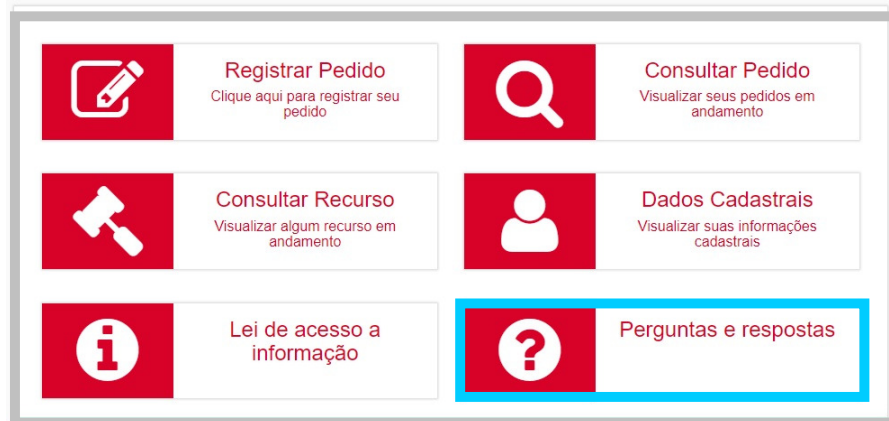 Registrar Pedido
Clique aqui para registrar seu
pedido
Consultar Pedido
Visualizar seus pedidos em
andamento
Consultar Recurso
Visualizar algum recurso em
andamento
Dados Cadastrais
Visualizar suas informações
cadastrais
Lei de acesso a
informação
Perguntas e respostas